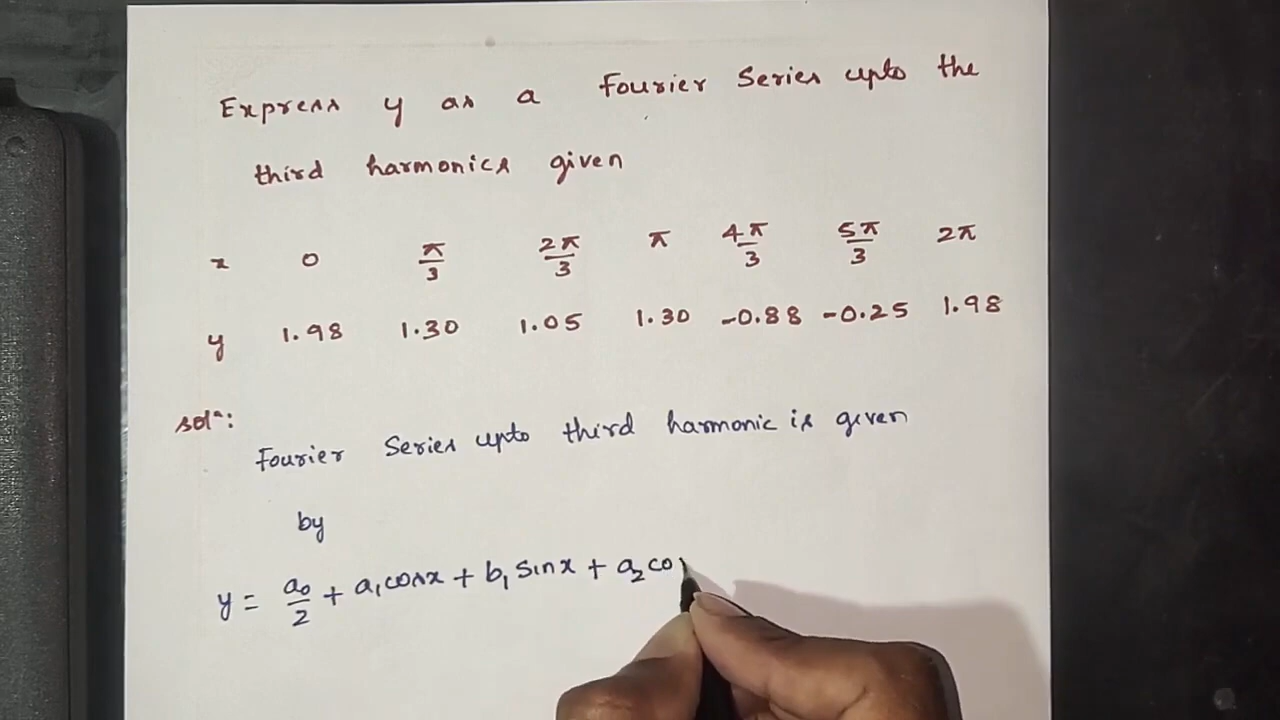 Express y as a Fourier Series upto the
third harmonics given
x 0 π/3 2π/3 π 4π/3 5π/3 2π
y 1.98 1.30 1.05 1.30 -0.88 -0.25 1.98
soln:
Fourier Series upto third harmonic is given
by
y = a₀/2 + a₁cosx + b₁sinx + a₂co